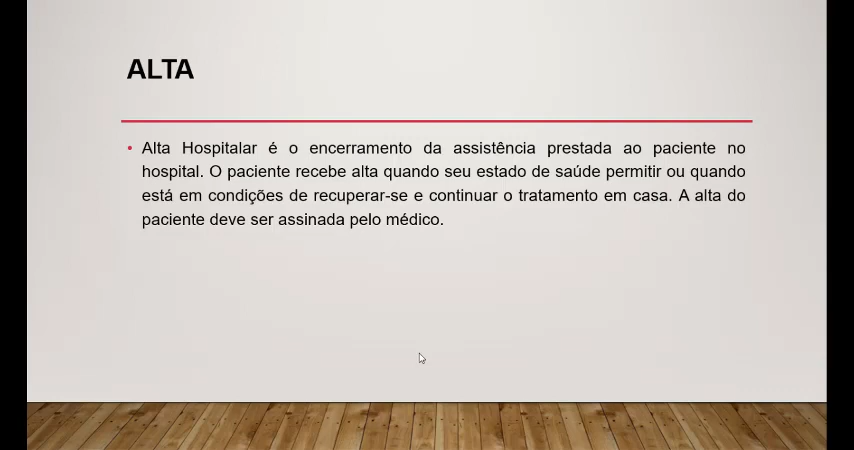 ALTA
• Alta Hospitalar é o encerramento da assistência prestada ao paciente no
hospital. O paciente recebe alta quando seu estado de saúde permitir ou quando
está em condições de recuperar-se e continuar o tratamento em casa. A alta do
paciente deve ser assinada pelo médico.